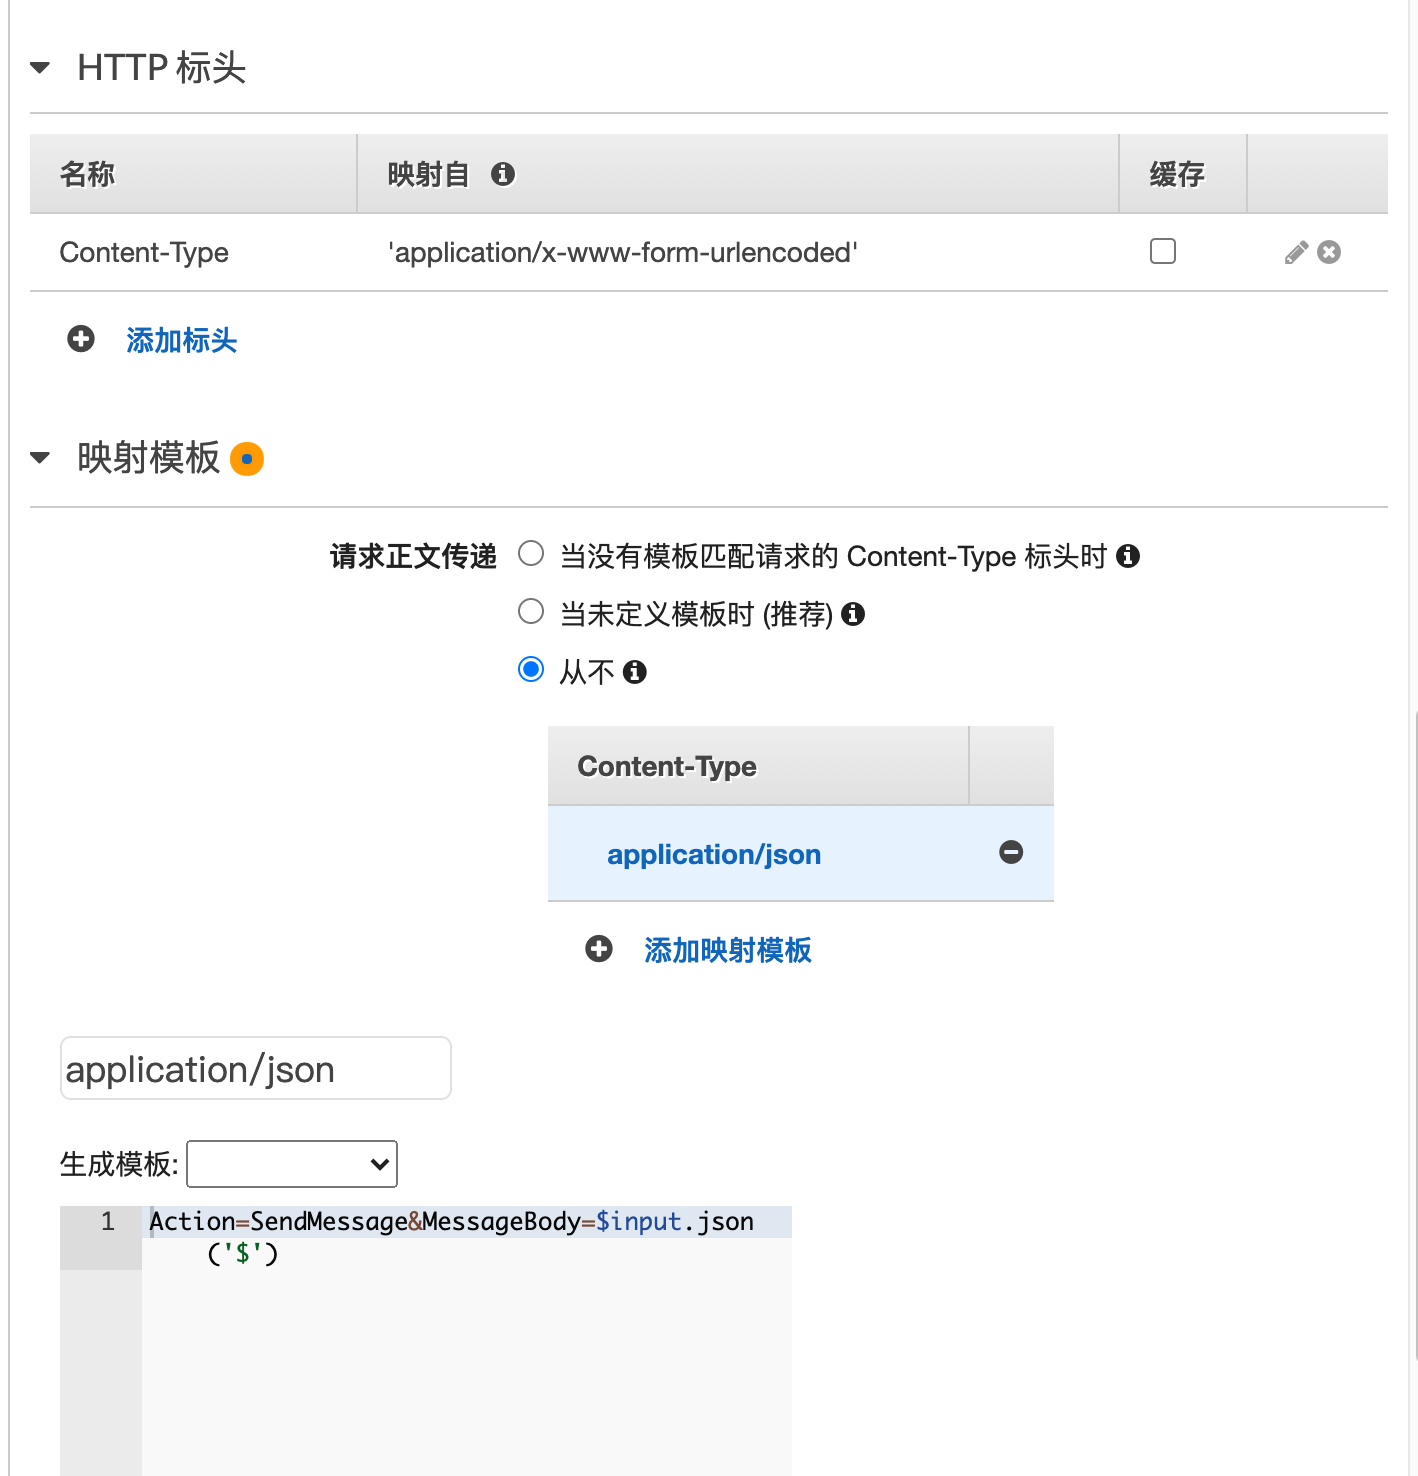 HTTP 标头
名称 映射自 缓存
Content-Type 'application/x-www-form-urlencoded'
添加标头
映射模板
请求正文传递 当没有模板匹配请求的 Content-Type 标头时
当未定义模板时 (推荐)
从不
Content-Type
application/json
添加映射模板
application/json
生成模板:
1 Action=SendMessage&MessageBody=$input.json
('$')